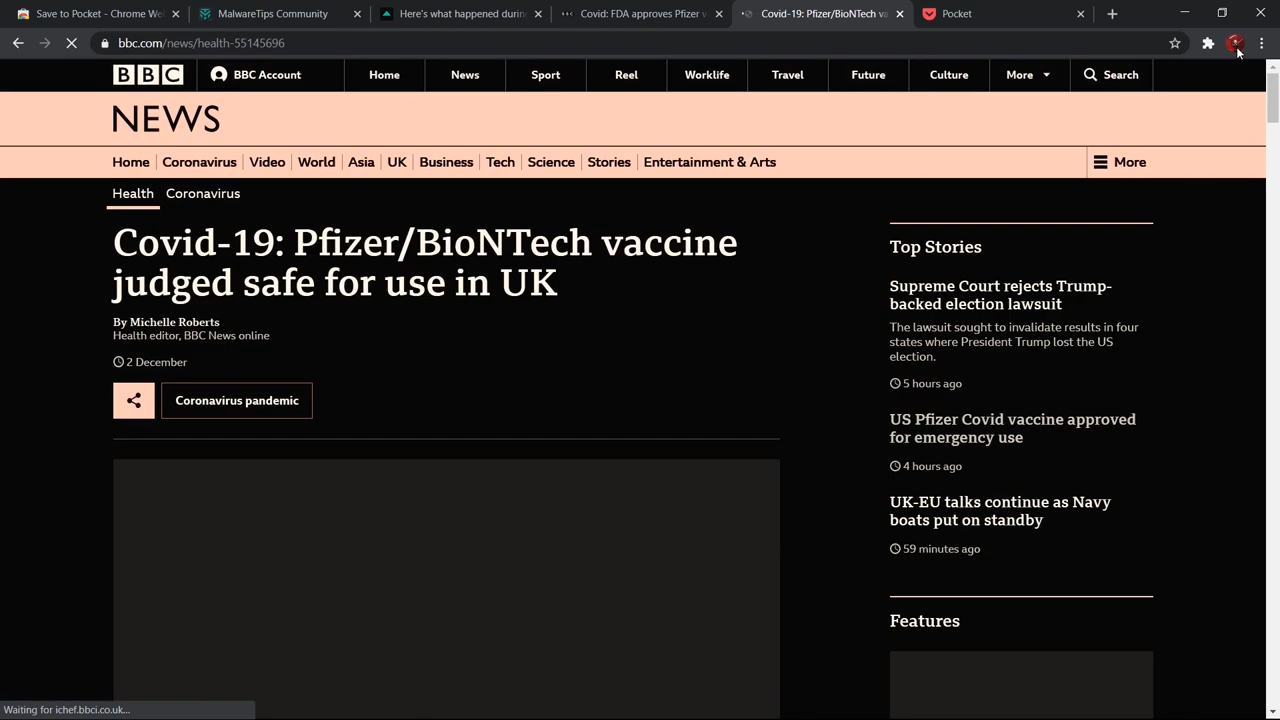 Save to Pocket - Chrome We
MalwareTips Community
Here's what happened durin
Covid: FDA approves Pfizer v
Covid-19: Pfizer/BioNTech va
Pocket
bbc.com/news/health-55145696
BBC
BBC Account
Home
News
Sport
Reel
Worklife
Travel
Future
Culture
More
Search
NEWS
Home
Coronavirus
Video
World
Asia
UK
Business
Tech
Science
Stories
Entertainment & Arts
More
Health
Coronavirus
Covid-19: Pfizer/BioNTech vaccine
judged safe for use in UK
By Michelle Roberts
Health editor, BBC News online
2 December
Coronavirus pandemic
Top Stories
Supreme Court rejects Trump-
backed election lawsuit
The lawsuit sought to invalidate results in four
states where President Trump lost the US
election.
5 hours ago
US Pfizer Covid vaccine approved
for emergency use
4 hours ago
UK-EU talks continue as Navy
boats put on standby
59 minutes ago
Features
Waiting for ichef.bbci.co.uk...